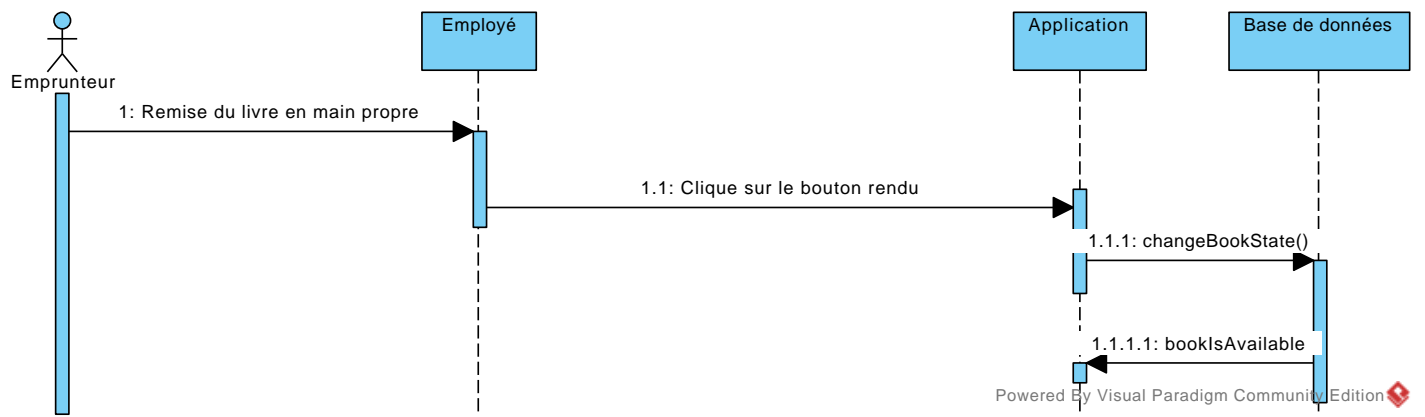 Employé
Application
Base de données
Emprunteur
1: Remise du livre en main propre
1.1: Clique sur le bouton rendu
1.1.1: changeBookState()
1.1.1.1: bookIsAvailable
Powered By Visual Paradigm Community Edition